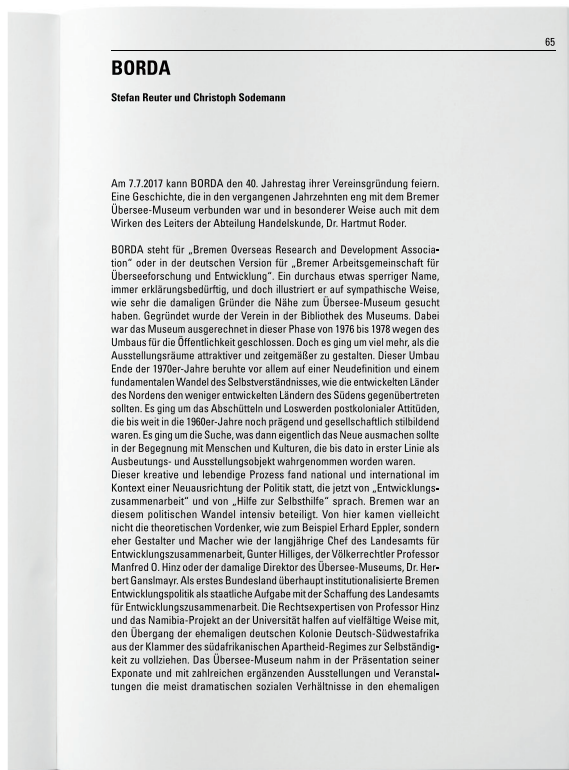 65
BORDA
Stefan Reuter und Christoph Sodemann
Am 7.7.2017 kann BORDA den 40. Jahrestag ihrer Vereinsgründung feiern.
Eine Geschichte, die in den vergangenen Jahrzehnten eng mit dem Bremer
Übersee-Museum verbunden war und in besonderer Weise auch mit dem
Wirken des Leiters der Abteilung Handelskunde, Dr. Hartmut Roder.
BORDA steht für „Bremen Overseas Research and Development Associa-
tion“ oder in der deutschen Version für „Bremer Arbeitsgemeinschaft für
Überseeforschung und Entwicklung“. Ein durchaus etwas sperriger Name,
immer erklärungsbedürftig, und doch illustriert er auf sympathische Weise,
wie sehr die damaligen Gründer die Nähe zum Übersee-Museum gesucht
haben. Gegründet wurde der Verein in der Bibliothek des Museums. Dabei
war das Museum ausgerechnet in dieser Phase von 1976 bis 1978 wegen des
Umbaus für die Öffentlichkeit geschlossen. Doch es ging um viel mehr, als die
Ausstellungsräume attraktiver und zeitgemäßer zu gestalten. Dieser Umbau
Ende der 1970er-Jahre beruhte vor allem auf einer Neudefinition und einem
fundamentalen Wandel des Selbstverständnisses, wie die entwickelten Länder
des Nordens den weniger entwickelten Ländern des Südens gegenübertreten
sollten. Es ging um das Abschütteln und Loswerden postkolonialer Attitüden,
die bis weit in die 1960er-Jahre noch prägend und gesellschaftlich stilbildend
waren. Es ging um die Suche, was dann eigentlich das Neue ausmachen sollte
in der Begegnung mit Menschen und Kulturen, die bis dato in erster Linie als
Ausbeutungs- und Ausstellungsobjekt wahrgenommen worden waren.
Dieser kreative und lebendige Prozess fand national und international im
Kontext einer Neuausrichtung der Politik statt, die jetzt von „Entwicklungs-
zusammenarbeit“ und von „Hilfe zur Selbsthilfe“ sprach. Bremen war an
diesem politischen Wandel intensiv beteiligt. Von hier kamen vielleicht
nicht die theoretischen Vordenker, wie zum Beispiel Erhard Eppler, sondern
eher Gestalter und Macher wie der langjährige Chef des Landesamts für
Entwicklungszusammenarbeit, Gunter Hilliges, der Völkerrechtler Professor
Manfred O. Hinz oder der damalige Direktor des Übersee-Museums, Dr. Her-
bert Ganslmayr. Als erstes Bundesland überhaupt institutionalisierte Bremen
Entwicklungspolitik als staatliche Aufgabe mit der Schaffung des Landesamts
für Entwicklungszusammenarbeit. Die Rechtsexpertisen von Professor Hinz
und das Namibia-Projekt an der Universität halfen auf vielfältige Weise mit,
den Übergang der ehemaligen deutschen Kolonie Deutsch-Südwestafrika
aus der Klammer des südafrikanischen Apartheid-Regimes zur Selbständig-
keit zu vollziehen. Das Übersee-Museum nahm in der Präsentation seiner
Exponate und mit zahlreichen ergänzenden Ausstellungen und Veranstal-
tungen die meist dramatischen sozialen Verhältnisse in den ehemaligen